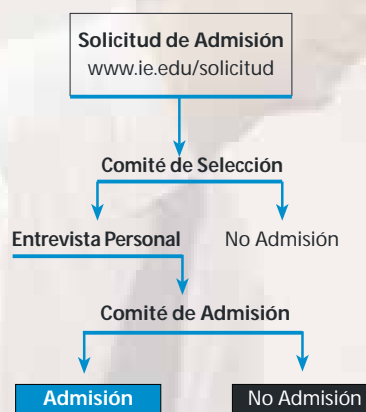 Solicitud de Admisión
www.ie.edu/solicitud
Comité de Selección
Entrevista Personal
No Admisión
Comité de Admisión
Admisión
No Admisión